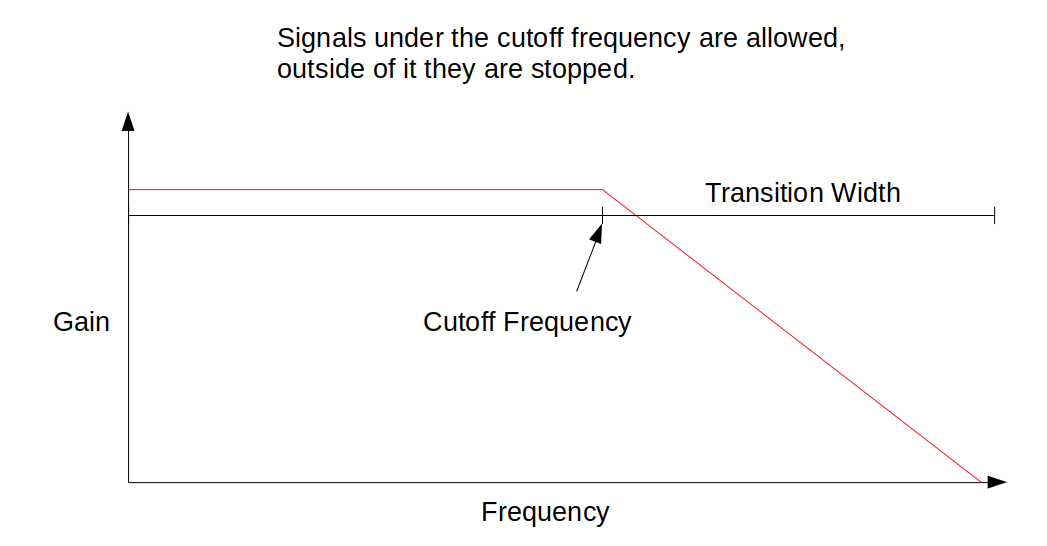 Signals under the cutoff frequency are allowed,
outside of it they are stopped.
Transition Width
Gain
Cutoff Frequency
Frequency